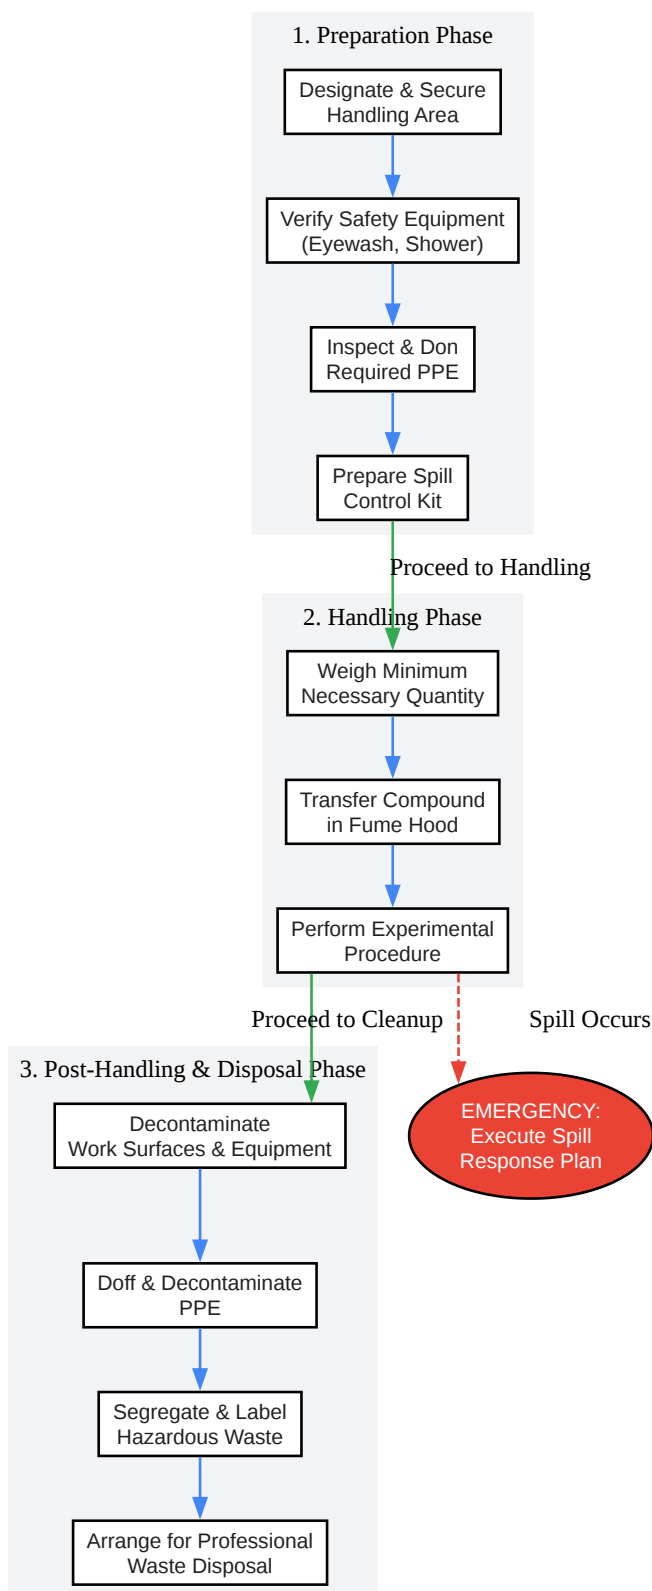 1. Preparation Phase
Designate & Secure
Handling Area
Verify Safety Equipment
(Eyewash, Shower)
Inspect & Don
Required PPE
Prepare Spill
Control Kit
Proceed to Handling
2. Handling Phase
Weigh Minimum
Necessary Quantity
Transfer Compound
in Fume Hood
Perform Experimental
Procedure
Proceed to Cleanup
Spill Occurs
3. Post-Handling & Disposal Phase
Decontaminate
Work Surfaces & Equipment
EMERGENCY:
Execute Spill
Response Plan
Doff & Decontaminate
PPE
Segregate & Label
Hazardous Waste
Arrange for Professional
Waste Disposal